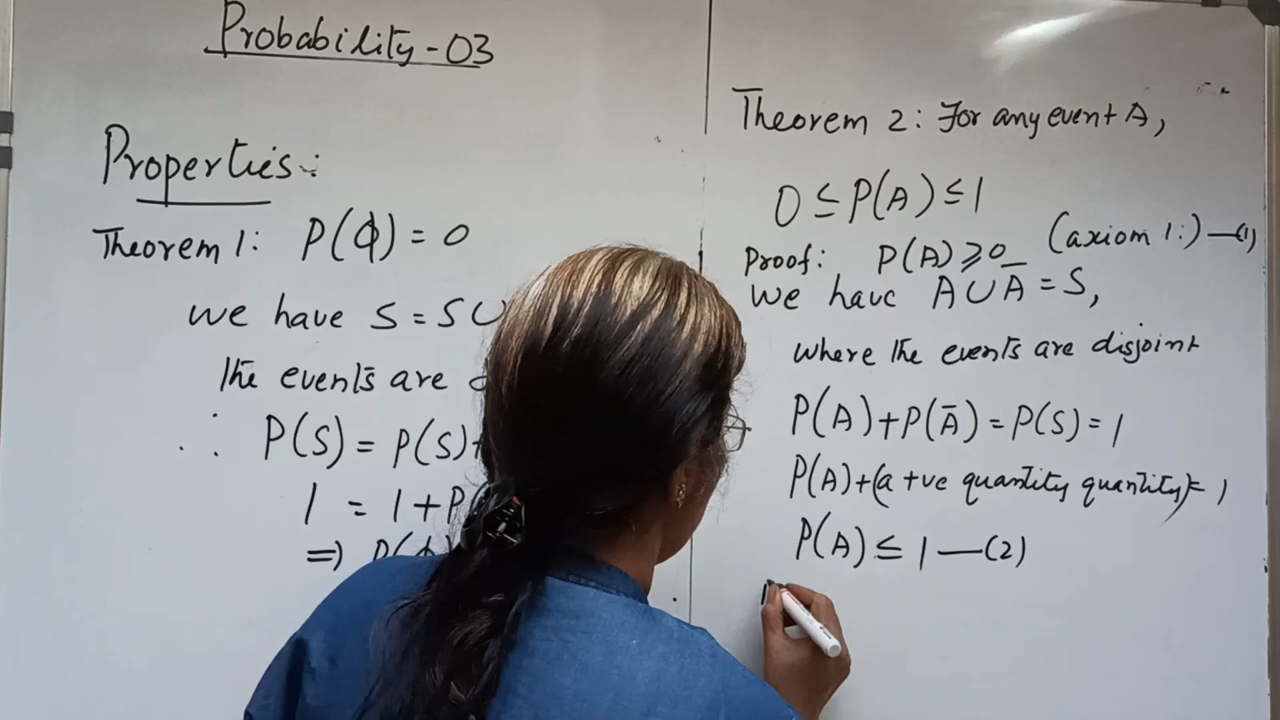 Probability-03
Properties:
Theorem 1: P(ϕ) = 0
we have S = S ∪
the events are
∴ P(S) = P(S)+
1 = 1 + P(
⇒ P(ϕ)
Theorem 2: For any event A,
0 ≤ P(A) ≤ 1
Proof: P(A) ⩾ 0 (axiom 1:) —(1)
we have A ∪ A̅ = S,
where the events are disjoint
P(A)+P(A̅) = P(S) = 1
P(A)+(a +ve quantity quantity)= 1
P(A) ≤ 1 —(2)